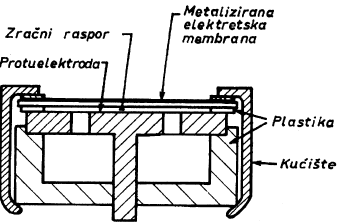 Metalizirana
elektretska
membrana
Zračni raspor
Protuelektroda
Plastika
Kućište